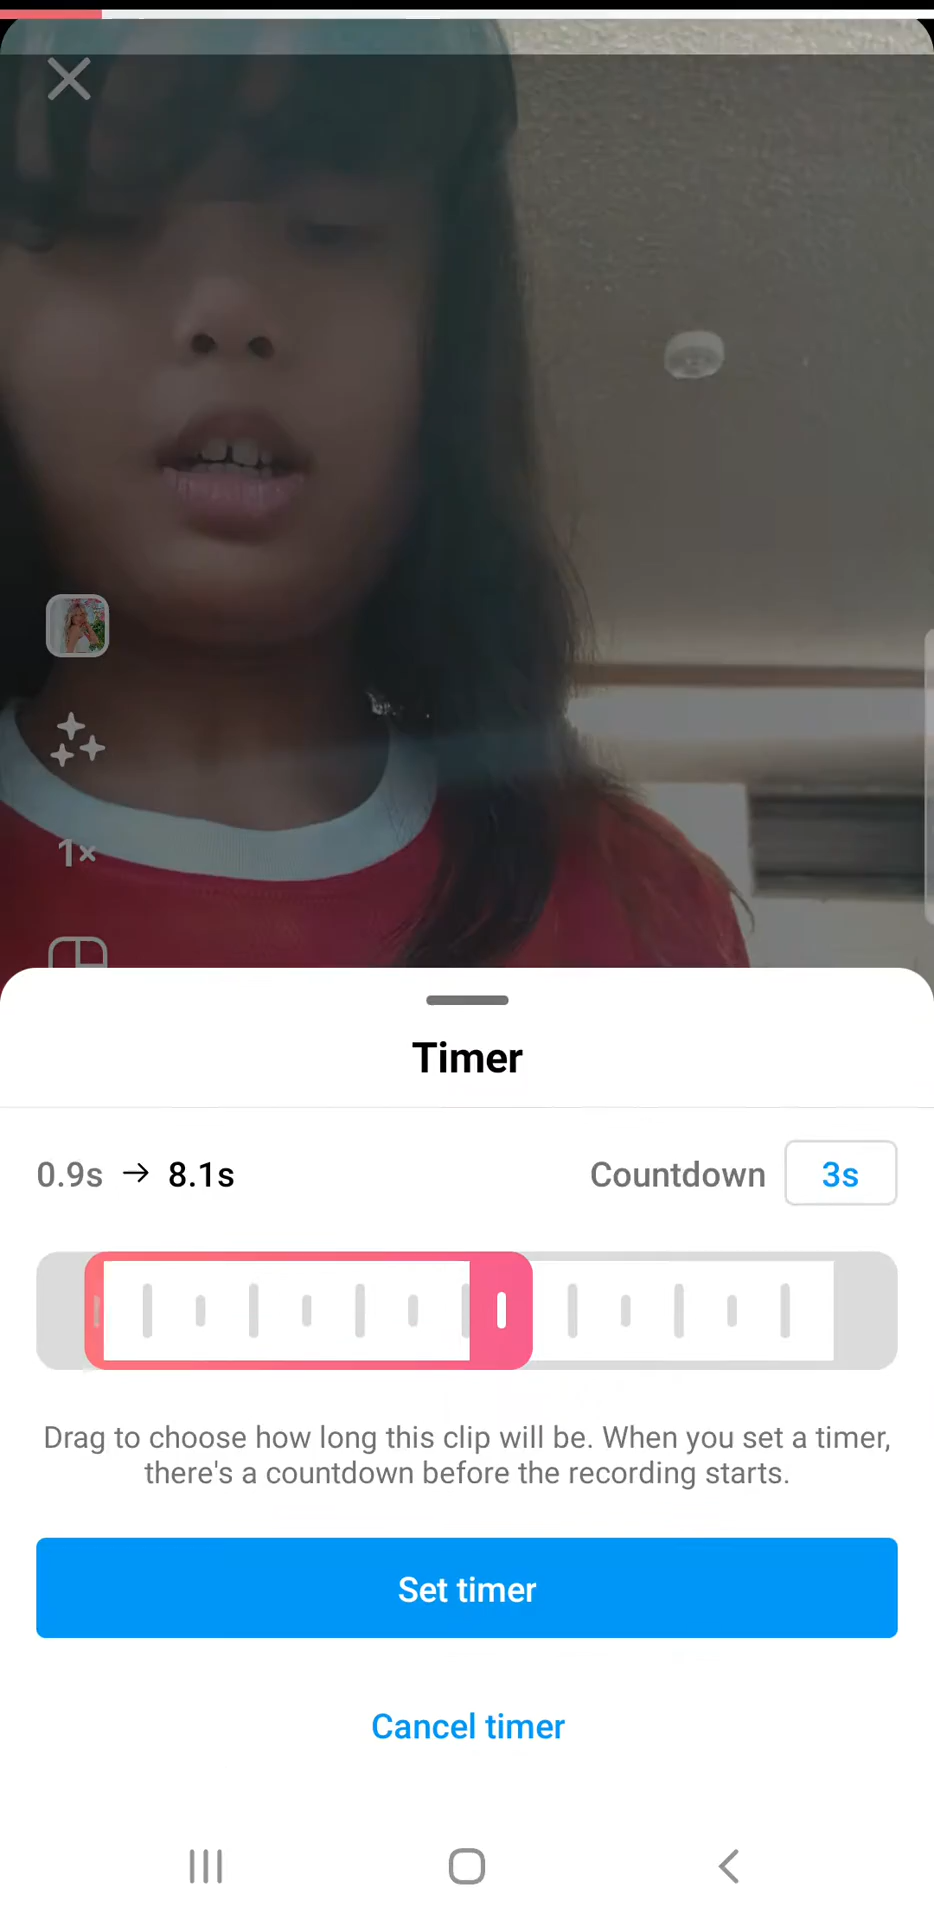 1×
Timer
0.9s → 8.1s
Countdown 3s
Drag to choose how long this clip will be. When you set a timer,
there's a countdown before the recording starts.
Set timer
Cancel timer